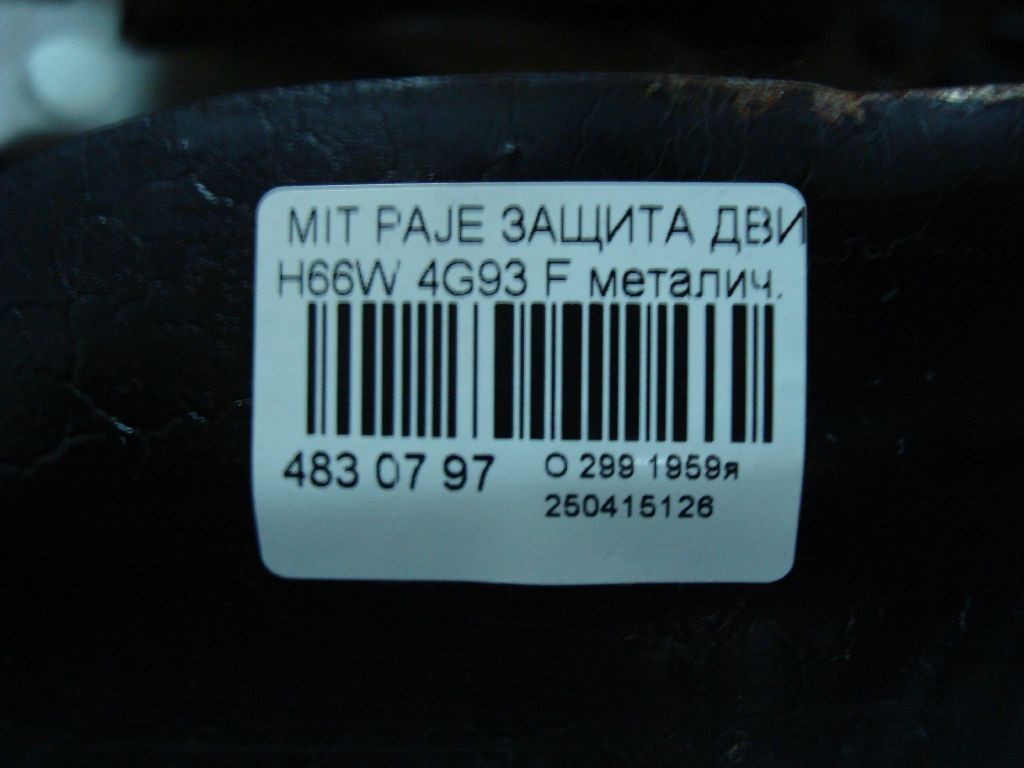 MIT PAJE ЗАЩИТА ДВИ
H66W 4G93 F металич.
483 07 97
О 299 1959я
250415126